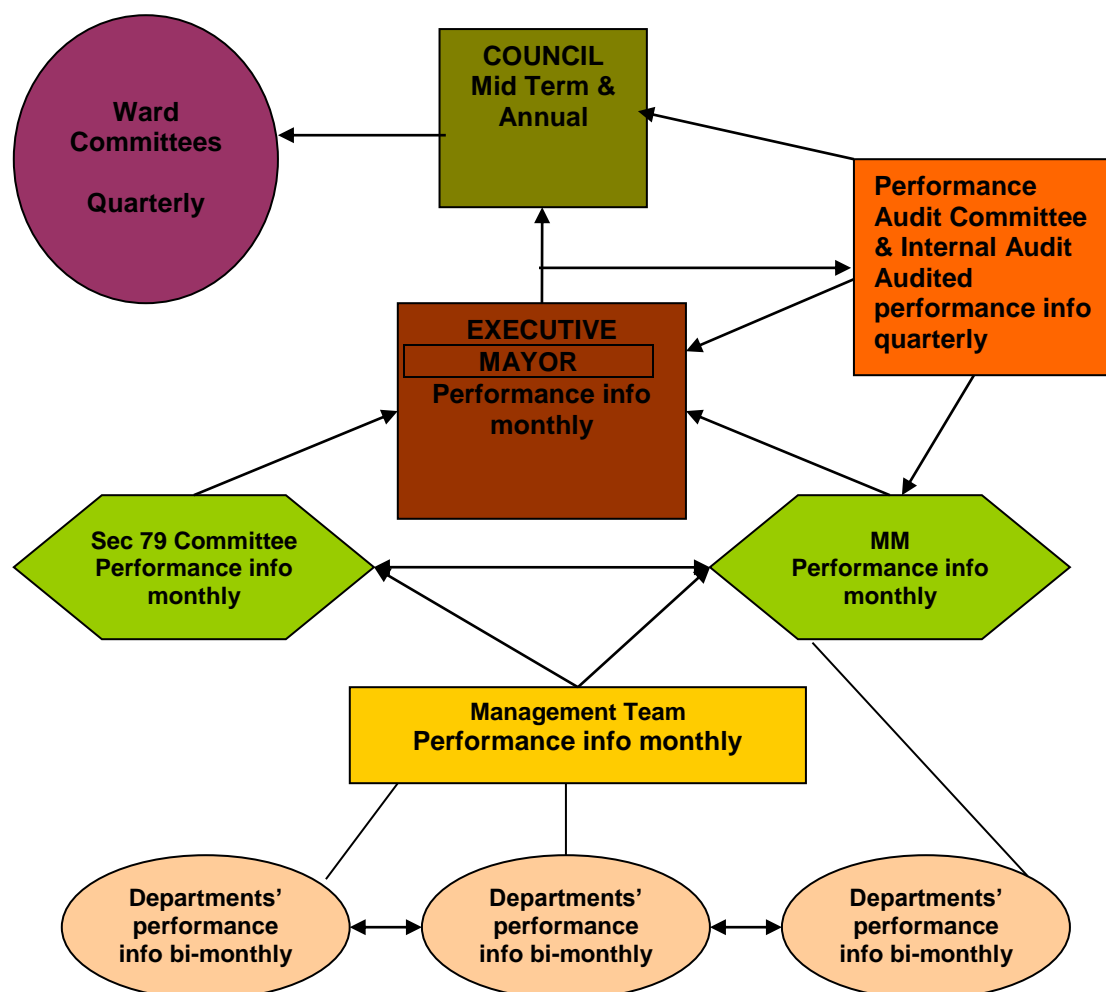 COUNCIL
Mid Term &
Annual
Ward
Committees
Quarterly
Performance
Audit Committee
& Internal Audit
Audited
performance info
quarterly
EXECUTIVE
MAYOR
Performance info
monthly
Sec 79 Committee
Performance info
monthly
MM
Performance info
monthly
Management Team
Performance info monthly
Departments’
performance
info bi-monthly
Departments’
performance
info bi-monthly
Departments’
performance
info bi-monthly